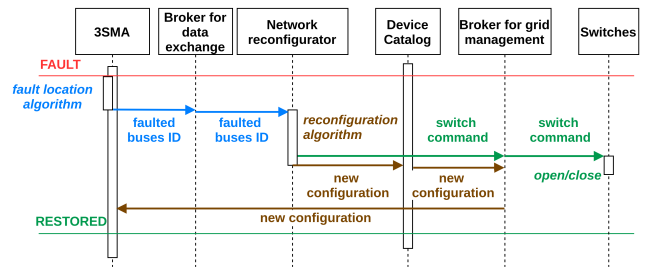 3SMA
Broker for
data
exchange
Network
reconfigurator
Device
Catalog
Broker for grid
management
Switches
FAULT
fault location
algorithm
faulted
buses ID
faulted
buses ID
reconfiguration
algorithm
switch
command
switch
command
open/close
new
configuration
new
configuration
new configuration
RESTORED